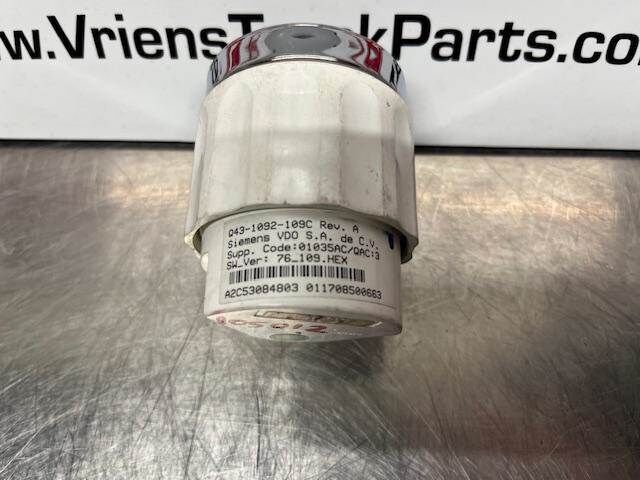 www.VriensTruckParts.com
Q43-1092-109C Rev. A
Siemens VDO S.A. de C.V.
Supp. Code:01035AC/QAC:3
SW_Ver: 76_109.HEX
A2C53084803 011708500663